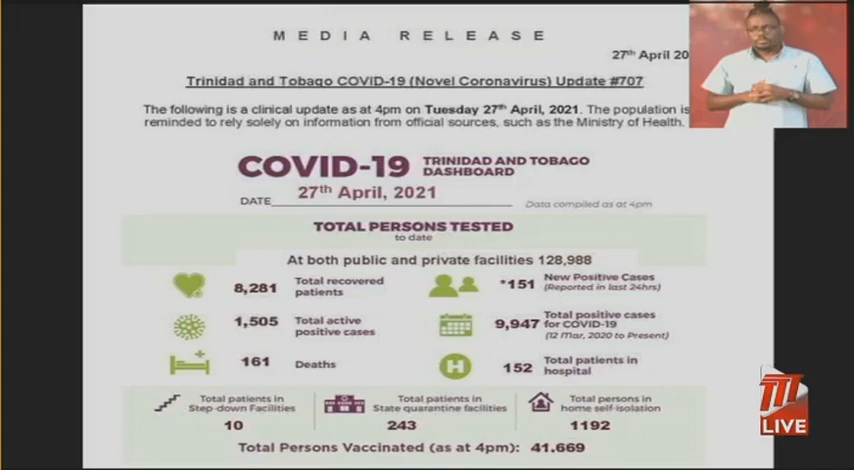 MEDIA RELEASE
27th April 20
Trinidad and Tobago COVID-19 (Novel Coronavirus) Update #707
The following is a clinical update as at 4pm on Tuesday 27th April, 2021. The population is
reminded to rely solely on information from official sources, such as the Ministry of Health.
COVID-19 TRINIDAD AND TOBAGO
DASHBOARD
DATE 27th April, 2021
Data compiled as at 4pm
TOTAL PERSONS TESTED
to date
At both public and private facilities 128,988
8,281 Total recovered
patients
*151 New Positive Cases
(Reported in last 24hrs)
1,505 Total active
positive cases
9,947 Total positive cases
for COVID-19
(12 Mar, 2020 to Present)
161 Deaths
H
152 Total patients in
hospital
Total patients in
Step-down Facilities
10
Total patients in
State quarantine facilities
243
Total persons in
home self-isolation
1192
Total Persons Vaccinated (as at 4pm): 41.669
LIVE